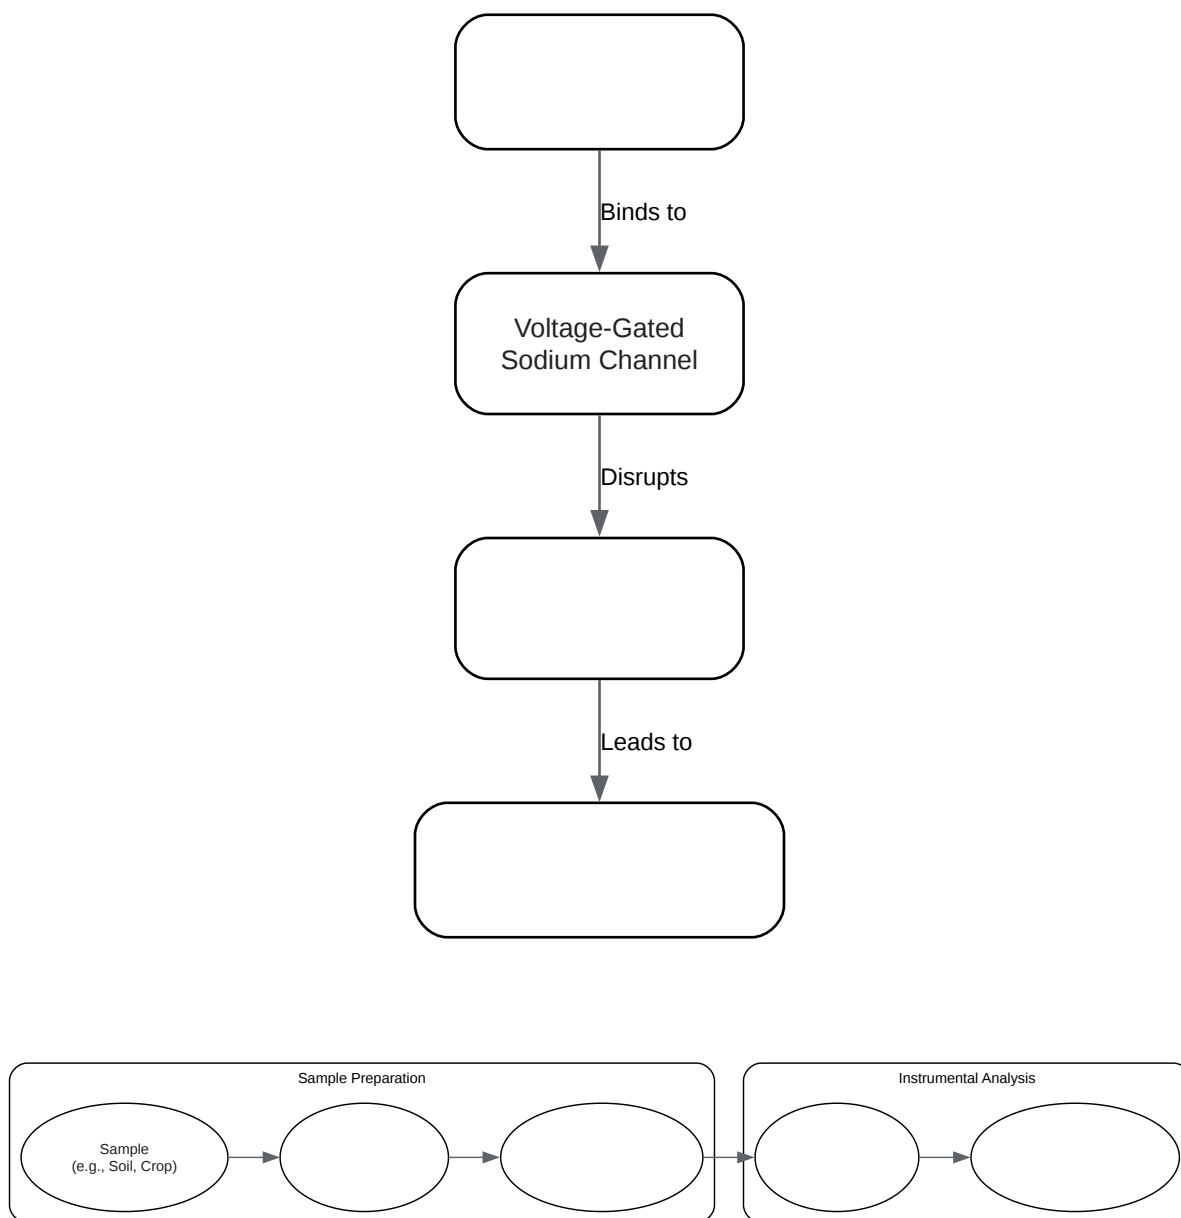 Binds to
Voltage-Gated
Sodium Channel
Disrupts
Leads to
Sample Preparation
Instrumental Analysis
Sample
(e.g., Soil, Crop)